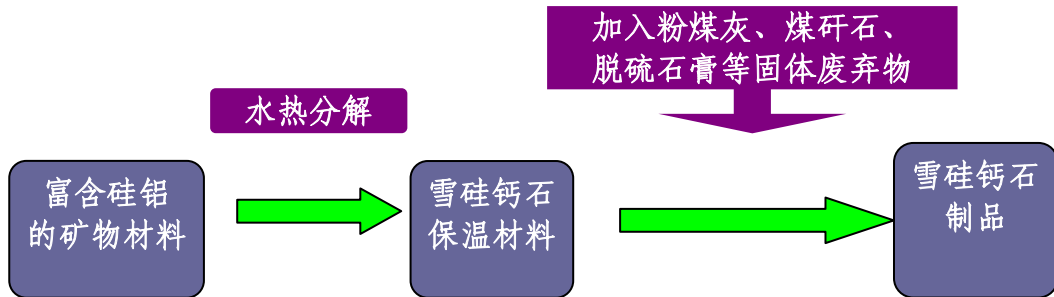 加入粉煤灰、煤矸石、
脱硫石膏等固体废弃物
水热分解
富含硅铝
的矿物材料
雪硅钙石
保温材料
雪硅钙石
制品